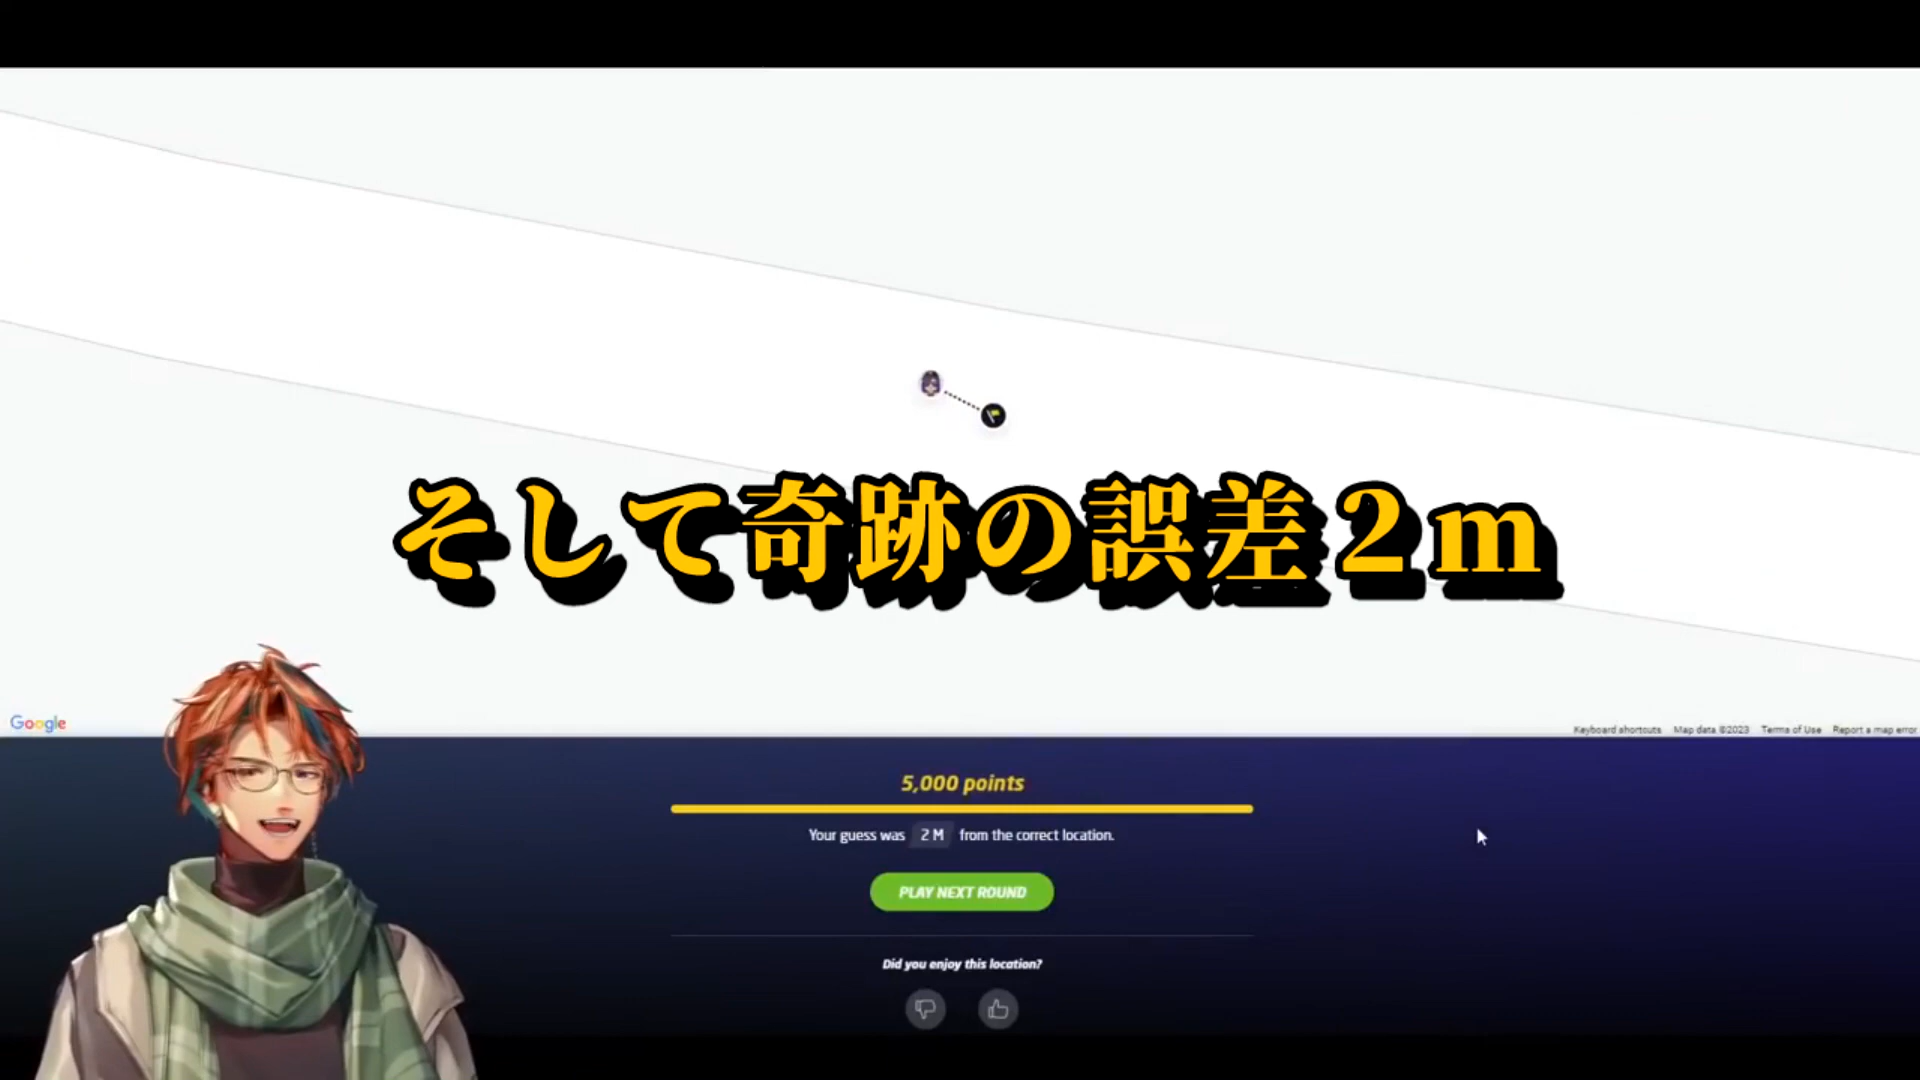 そして奇跡の誤差2m
Google
Keyboard shortcuts Map data ©2023 Terms of Use Report a map error
5,000 points
Your guess was 2 M from the correct location.
PLAY NEXT ROUND
Did you enjoy this location?